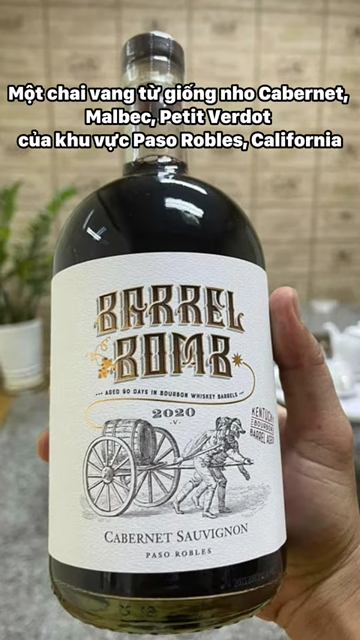 Một chai vang từ giống nho Cabernet,
Malbec, Petit Verdot
của khu vực Paso Robles, California
BARREL
BOMB
AGED 90 DAYS IN BOURBON WHISKEY BARRELS
2020
-V-
KENTUCKY
BOURBON
BARREL AGED
CABERNET SAUVIGNON
PASO ROBLES